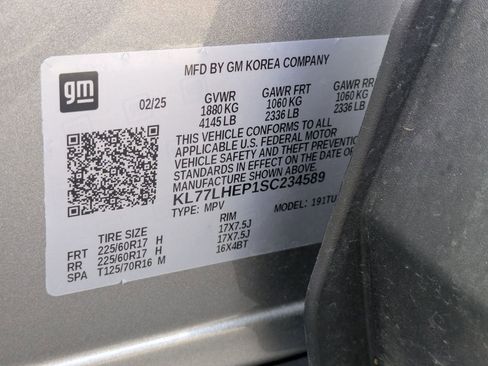 gm
MFD BY GM KOREA COMPANY
02/25 GVWR GAWR FRT GAWR RR
1880 KG 1060 KG 1060 KG
4145 LB 2336 LB 2336 LB
THIS VEHICLE CONFORMS TO ALL
APPLICABLE U.S. FEDERAL MOTOR
VEHICLE SAFETY AND THEFT PREVENTION
STANDARDS IN EFFECT ON THE DATE OF
MANUFACTURE SHOWN ABOVE.
KL77LHEP1SC234589
TYPE: MPV MODEL: 191TU
TIRE SIZE RIM
FRT 225/60R17 H 17X7.5J
RR 225/60R17 H 17X7.5J
SPA T125/70R16 M 16X4BT